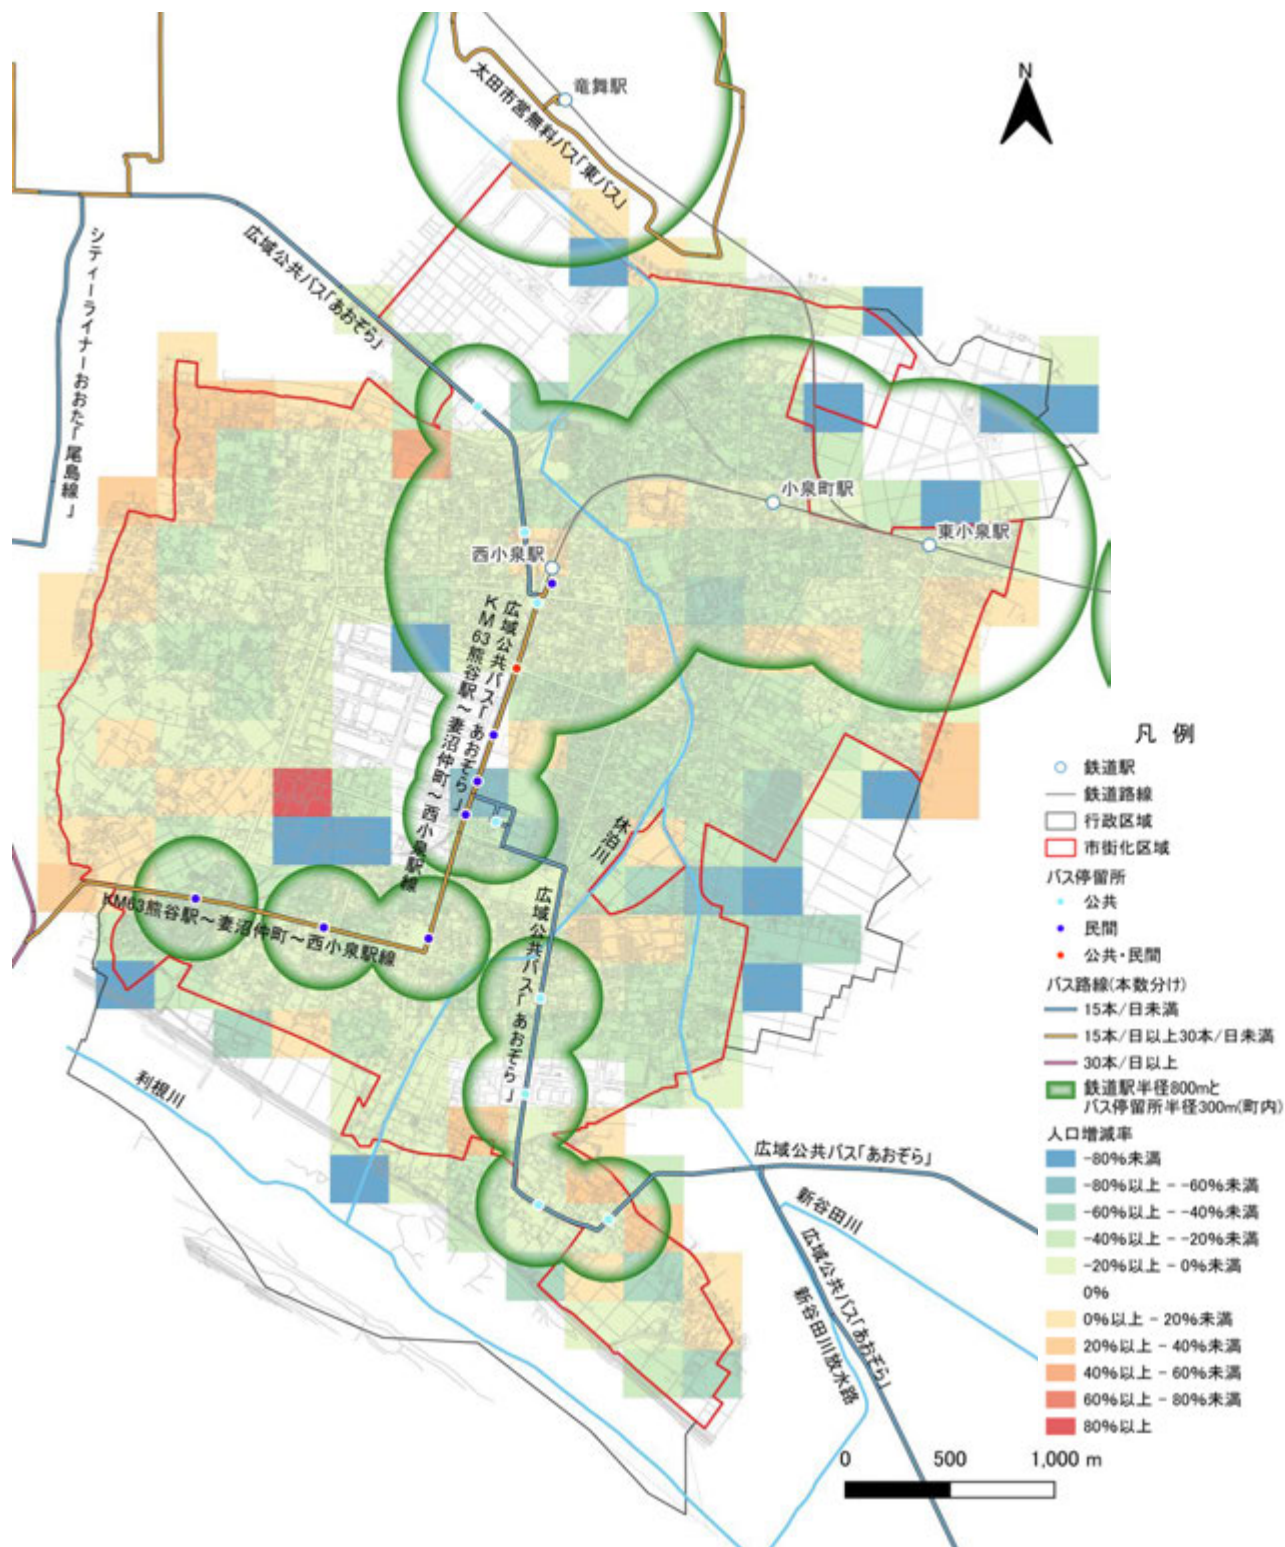 N
竜舞駅
太田市営無料バス「東バス」
広域公共バス「あおぞら」
シティーライナーおおた「尾島線」
小泉町駅
東小泉駅
西小泉駅
広域公共バス「あおぞら」
KM63熊谷駅～妻沼仲町～西小泉駅線
休泊川
KM63熊谷駅～妻沼仲町～西小泉駅線
広域公共バス「あおぞら」
利根川
広域公共バス「あおぞら」
新谷田川
広域公共バス「あおぞら」
新谷田川放水路
凡 例
鉄道駅
鉄道路線
行政区域
市街化区域
バス停留所
公共
民間
公共・民間
バス路線(本数分け)
15本/日未満
15本/日以上30本/日未満
30本/日以上
鉄道駅半径800mと
バス停留所半径300m(町内)
人口増減率
-80%未満
-80%以上 - -60%未満
-60%以上 - -40%未満
-40%以上 - -20%未満
-20%以上 - 0%未満
0%
0%以上 - 20%未満
20%以上 - 40%未満
40%以上 - 60%未満
60%以上 - 80%未満
80%以上
0 500 1,000 m